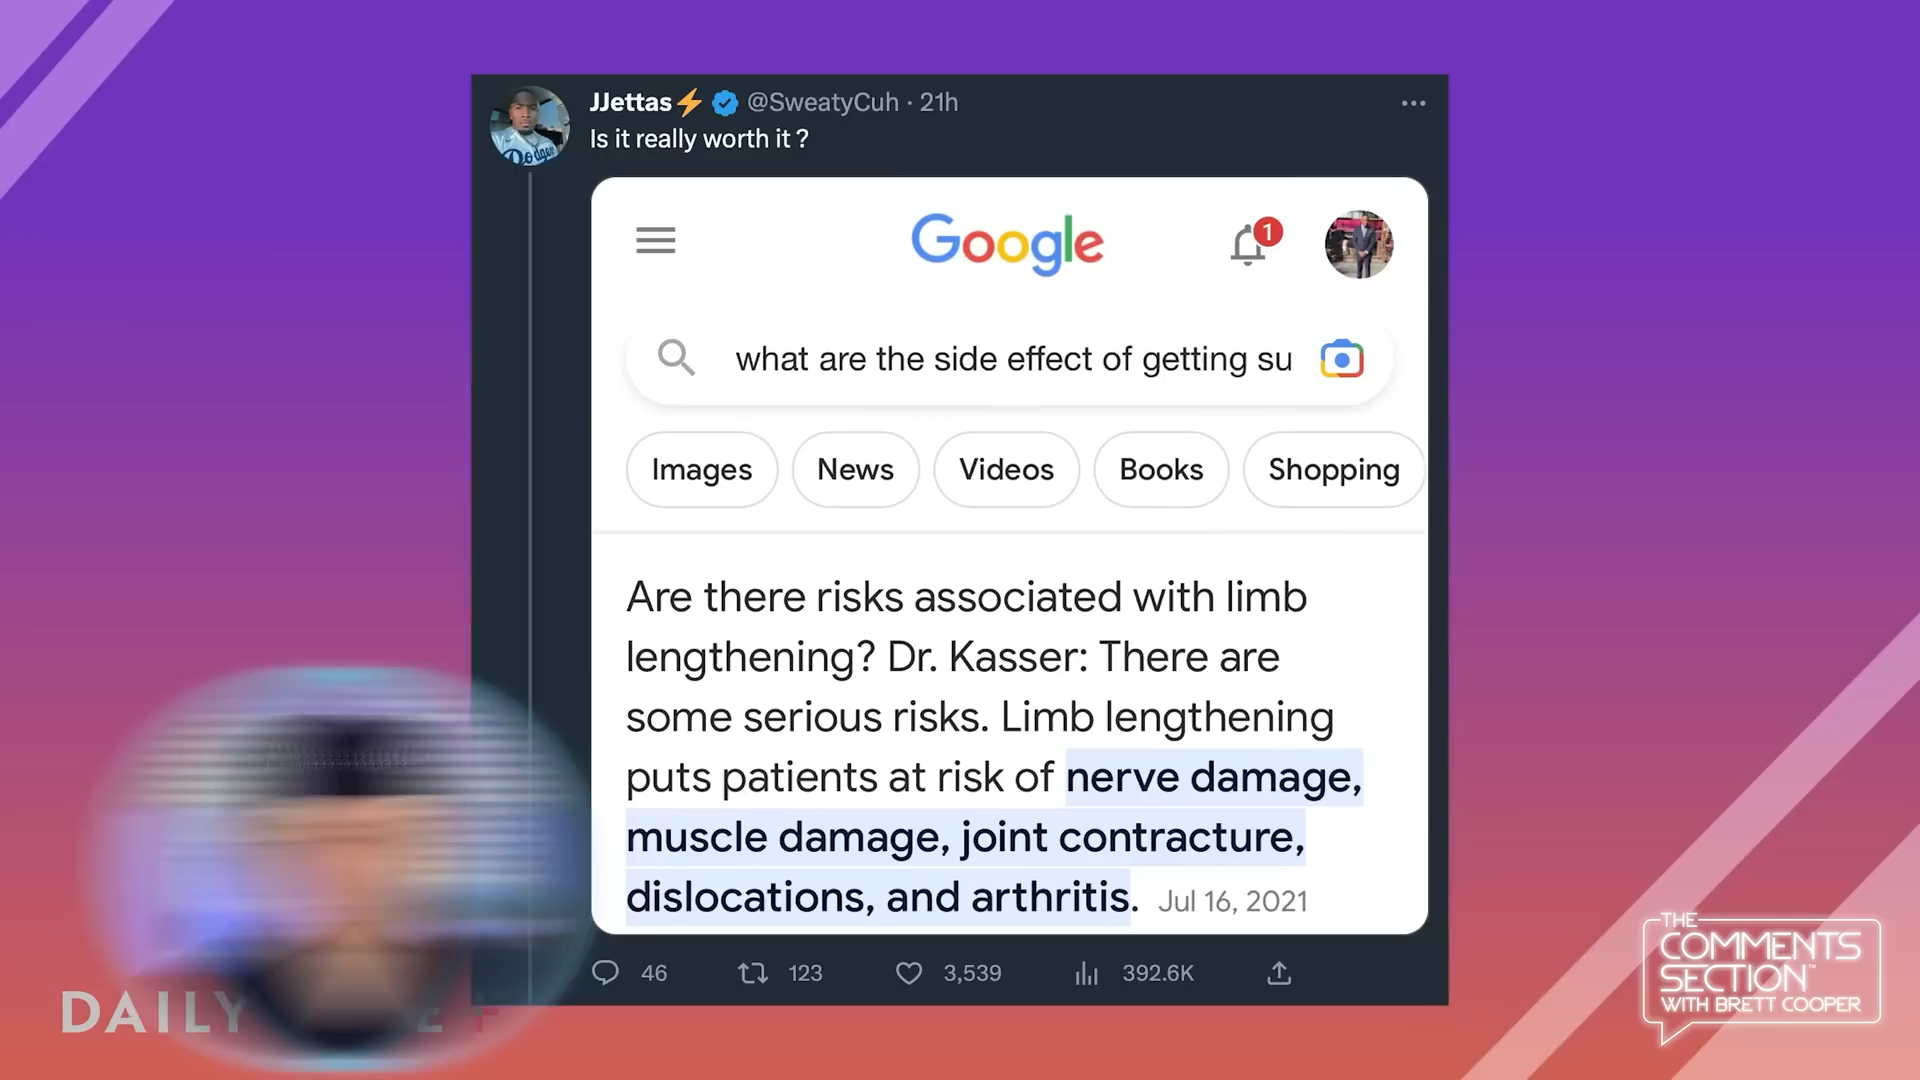 JJettas⚡ @SweatyCuh · 21h
Is it really worth it ?
Dodgers
Google
1
what are the side effect of getting su
Images
News
Videos
Books
Shopping
Are there risks associated with limb
lengthening? Dr. Kasser: There are
some serious risks. Limb lengthening
puts patients at risk of nerve damage,
muscle damage, joint contracture,
dislocations, and arthritis. Jul 16, 2021
46
123
3,539
392.6K
DAILY
THE
COMMENTS
SECTION™
WITH BRETT COOPER